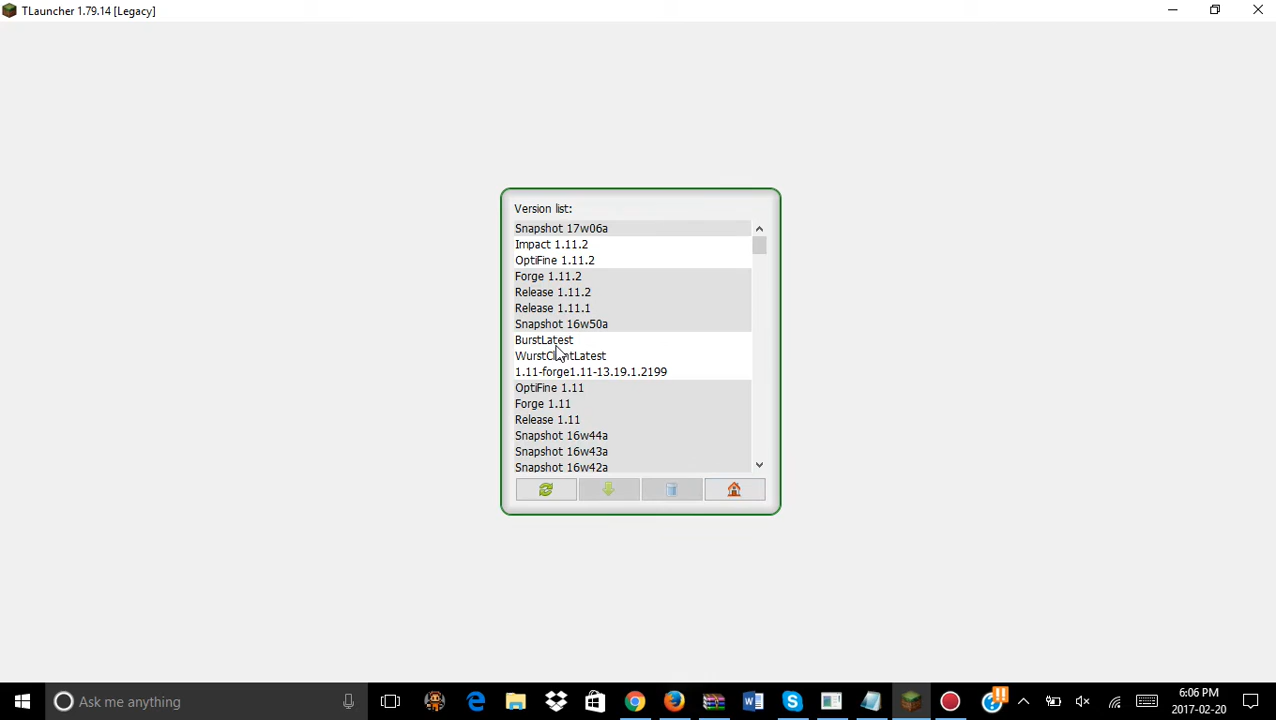 TLauncher 1.79.14 [Legacy]
Version list:
Snapshot 17w06a
Impact 1.11.2
OptiFine 1.11.2
Forge 1.11.2
Release 1.11.2
Release 1.11.1
Snapshot 16w50a
BurstLatest
WurstClientLatest
1.11-forge1.11-13.19.1.2199
OptiFine 1.11
Forge 1.11
Release 1.11
Snapshot 16w44a
Snapshot 16w43a
Snapshot 16w42a
Ask me anything
6:06 PM
2017-02-20